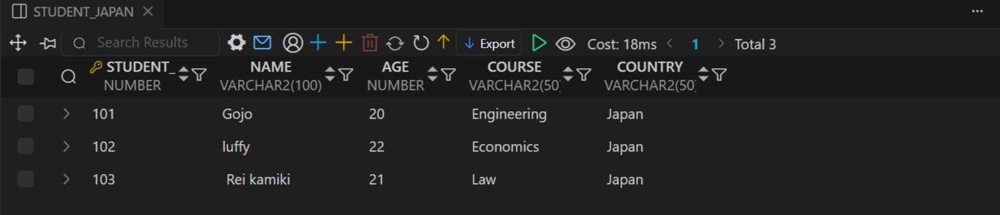 STUDENT_JAPAN
Search Results Export Cost: 18ms 1 Total 3
STUDENT_ NAME AGE COURSE COUNTRY
NUMBER VARCHAR2(100) NUMBER VARCHAR2(50) VARCHAR2(50)
101 Gojo 20 Engineering Japan
102 luffy 22 Economics Japan
103 Rei kamiki 21 Law Japan